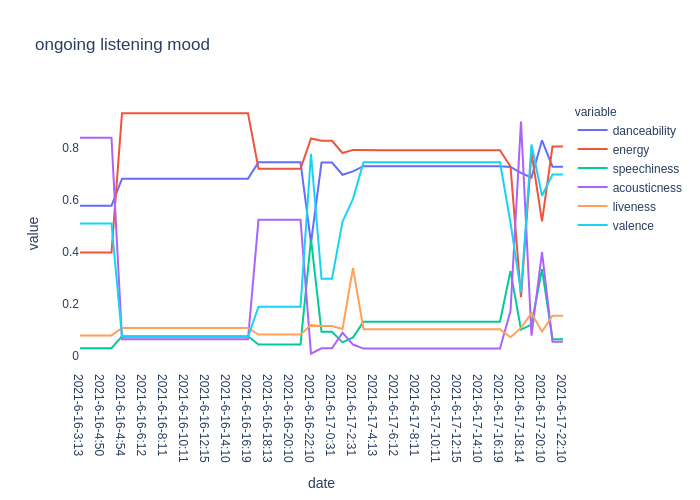 ongoing listening mood
variable
danceability
energy
speechiness
acousticness
liveness
valence
value
0.8
0.6
0.4
0.2
0
2021-6-16-3:13
2021-6-16-4:50
2021-6-16-4:54
2021-6-16-6:12
2021-6-16-8:11
2021-6-16-10:11
2021-6-16-12:15
2021-6-16-14:10
2021-6-16-16:19
2021-6-16-18:13
2021-6-16-20:10
2021-6-16-22:10
2021-6-17-0:31
2021-6-17-2:31
2021-6-17-4:13
2021-6-17-6:12
2021-6-17-8:11
2021-6-17-10:11
2021-6-17-12:15
2021-6-17-14:10
2021-6-17-16:19
2021-6-17-18:14
2021-6-17-20:10
2021-6-17-22:10
date